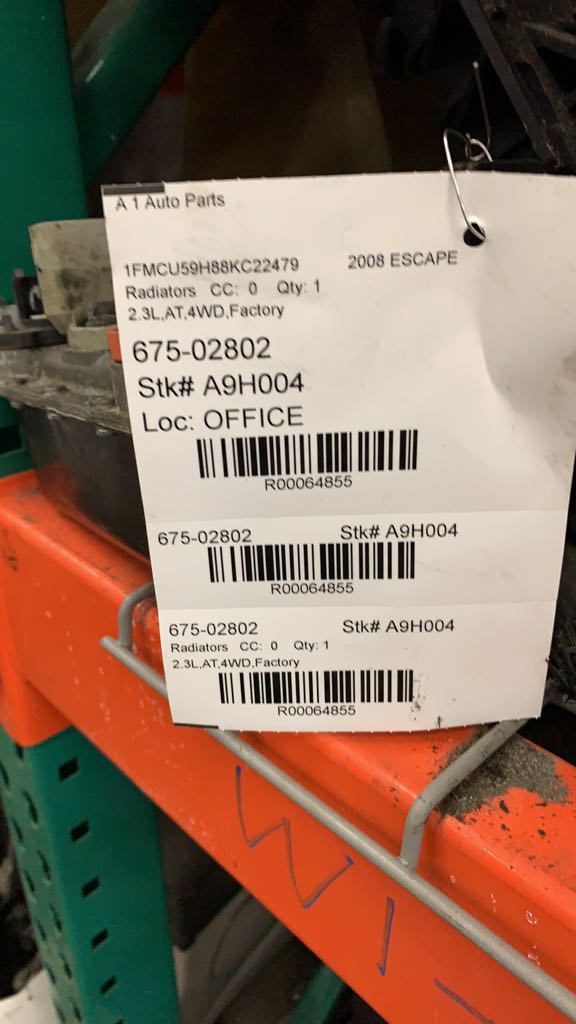 A 1 Auto Parts
1FMCU59H88KC22479 2008 ESCAPE
Radiators CC: 0 Qty: 1
2.3L,AT,4WD,Factory
675-02802
Stk# A9H004
Loc: OFFICE
R00064855
675-02802 Stk# A9H004
R00064855
675-02802 Stk# A9H004
Radiators CC: 0 Qty: 1
2.3L,AT,4WD,Factory
R00064855